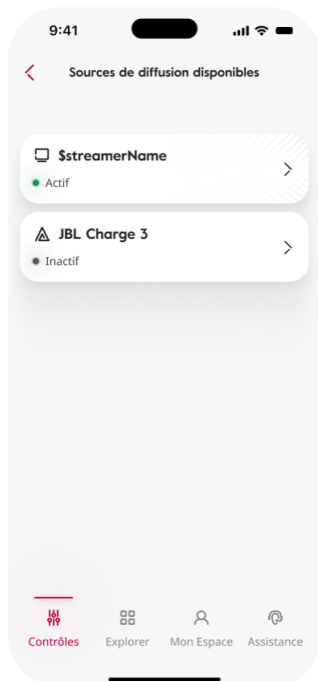 9:41
Sources de diffusion disponibles
$streamerName
Actif
JBL Charge 3
Inactif
Contrôles Explorer Mon Espace Assistance